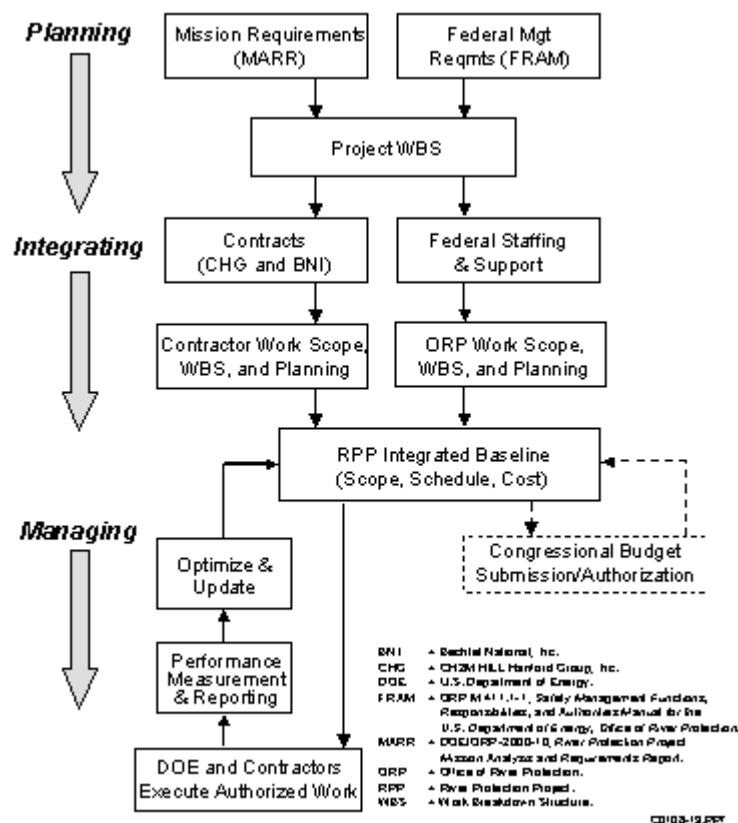 Planning
Mission Requirements
(MARR)
Federal Mgt
Reqmts (FRAM)
Project WBS
Integrating
Contracts
(CHG and BNI)
Federal Staffing
& Support
Contractor Work Scope,
WBS, and Planning
ORP Work Scope,
WBS, and Planning
RPP Integrated Baseline
(Scope, Schedule, Cost)
Managing
Optimize &
Update
Congressional Budget
Submission/Authorization
Performance
Measurement
& Reporting
DOE and Contractors
Execute Authorized Work
BNI = Bechtel National, Inc.
CHG = CH2M HILL Hanford Group, Inc.
DOE = U.S. Department of Energy.
FRAM = ORP M 411.1-1, Safety Management Functions,
Responsibilities, and Authorities Manual for the
U.S. Department of Energy, Office of River Protection
MARR = DOE/ORP-2000-10, River Protection Project
Mission Analysis and Requirements Report.
ORP = Office of River Protection.
RPP = River Protection Project.
WBS = Work Breakdown Structure.